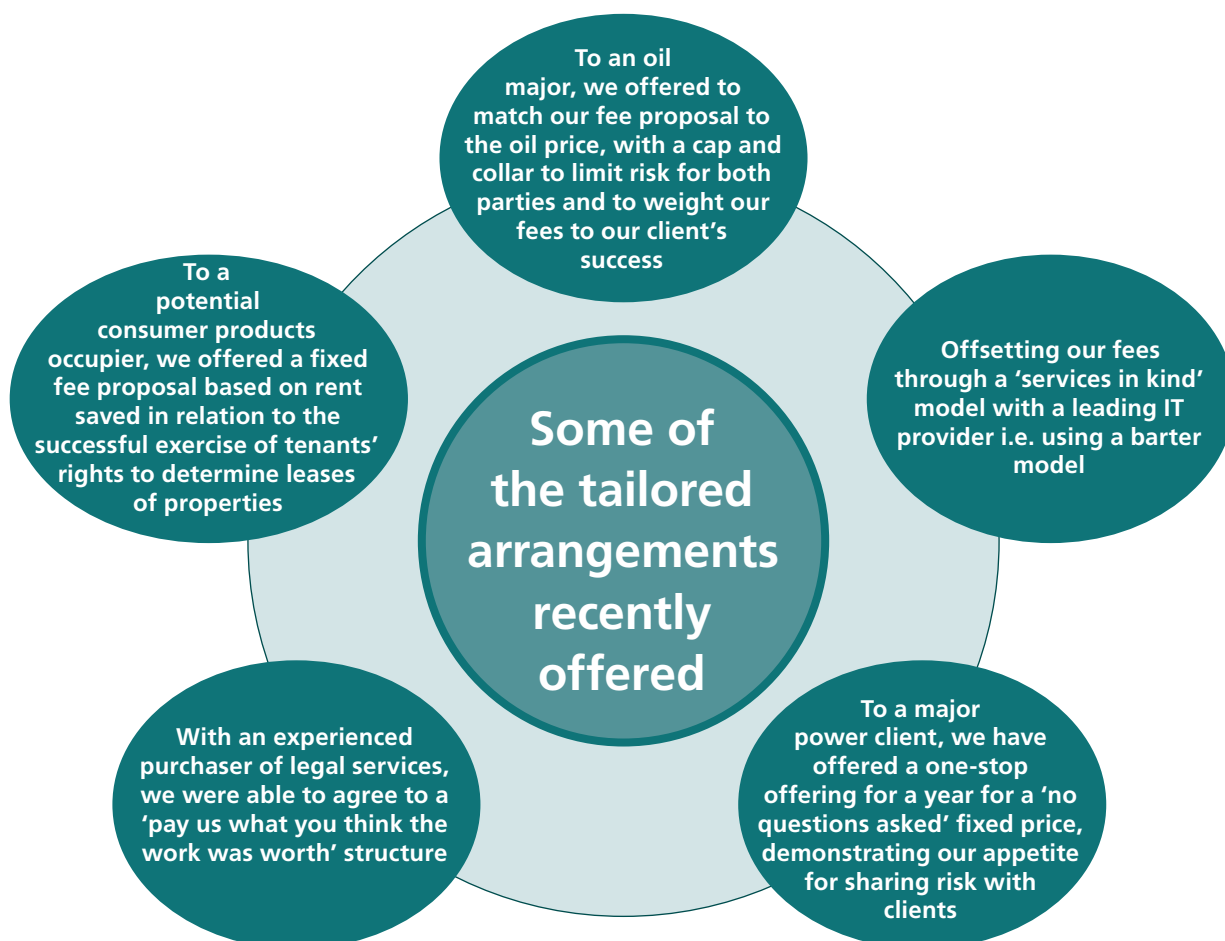 To an oil
major, we offered to
match our fee proposal to
the oil price, with a cap and
collar to limit risk for both
parties and to weight our
fees to our client’s
success
To a
potential
consumer products
occupier, we offered a fixed
fee proposal based on rent
saved in relation to the
successful exercise of tenants’
rights to determine leases
of properties
Offsetting our fees
through a ‘services in kind’
model with a leading IT
provider i.e. using a barter
model
Some of
the tailored
arrangements
recently
offered
With an experienced
purchaser of legal services,
we were able to agree to a
‘pay us what you think the
work was worth’ structure
To a major
power client, we have
offered a one-stop
offering for a year for a ‘no
questions asked’ fixed price,
demonstrating our appetite
for sharing risk with
clients